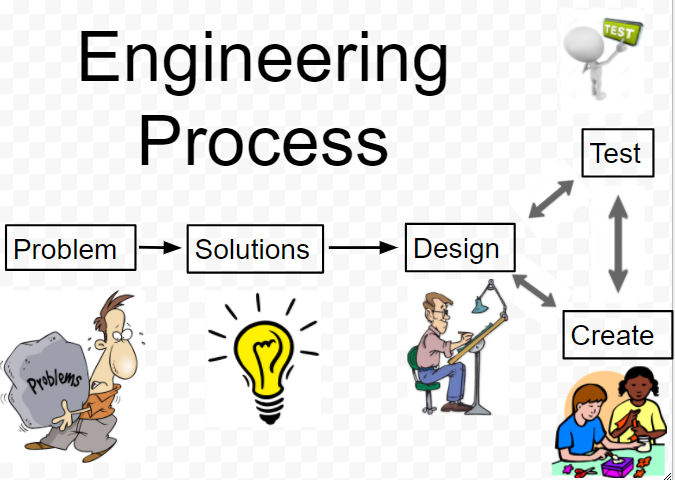 Engineering
Process
TEST
Test
Problem
Solutions
Design
Create
Problems